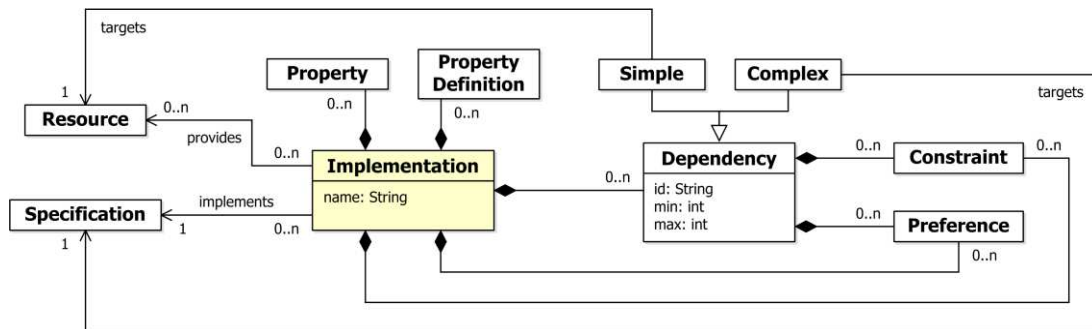 targets
Property
Property
Definition
Simple
Complex
targets
1
0..n
0..n
0..n
Resource
provides
0..n
Implementation
name: String
0..n
Dependency
id: String
min: int
max: int
0..n
Constraint
0..n
Specification
implements
1
0..n
1
0..n
Preference
0..n